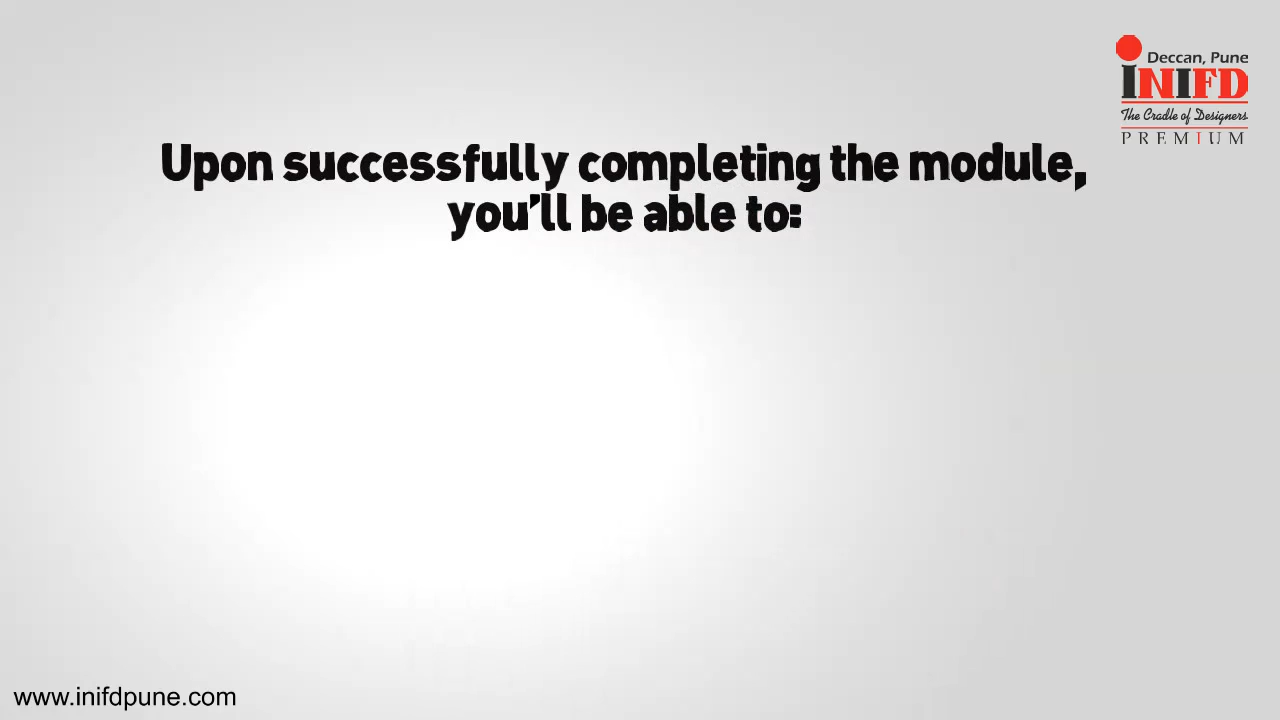 Deccan, Pune
INIFD
The Cradle of Designers
PREMIUM
Upon successfully completing the module,
you'll be able to:
www.inifdpune.com